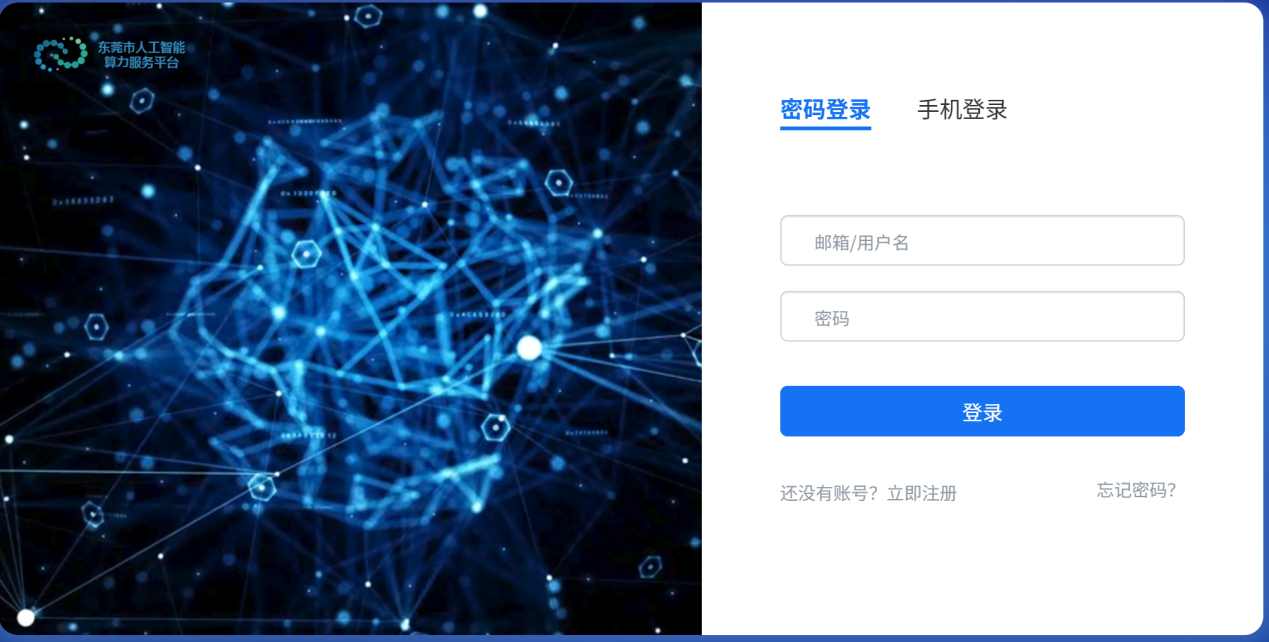 东莞市人工智能
算力服务平台
密码登录
手机登录
邮箱/用户名
密码
登录
还没有账号？立即注册
忘记密码？